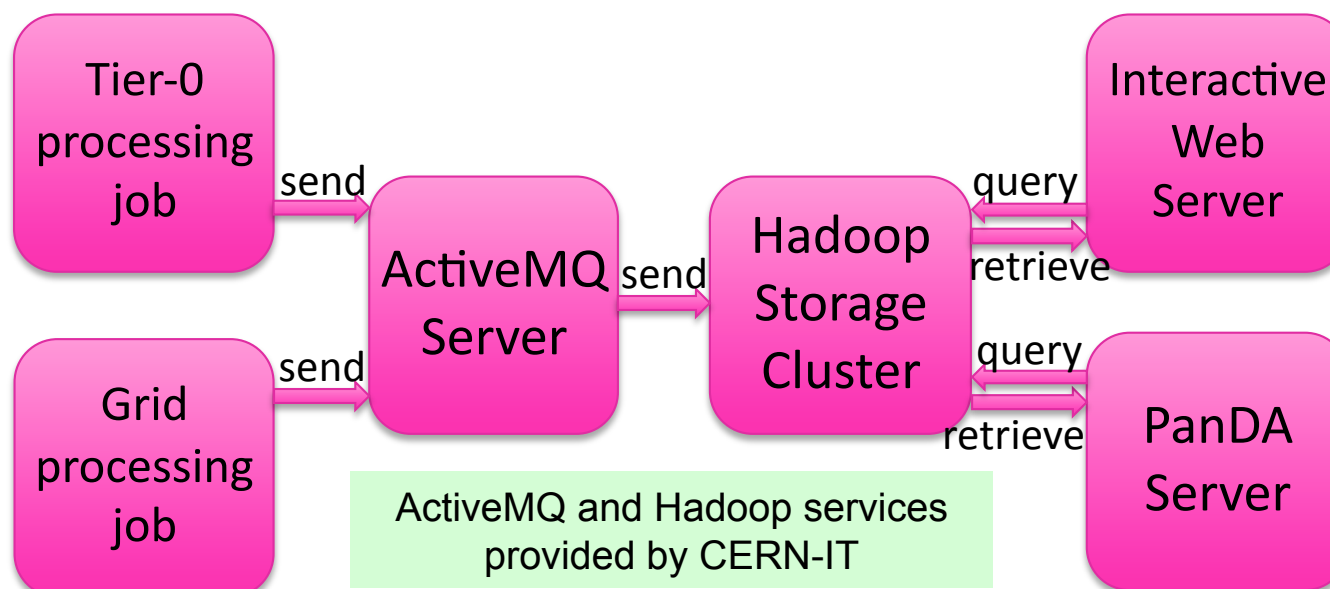 Tier-0
processing
job
send
Grid
processing
job
send
ActiveMQ
Server
send
Hadoop
Storage
Cluster
query
retrieve
query
retrieve
Interactive
Web
Server
PanDA
Server
ActiveMQ and Hadoop services
provided by CERN-IT